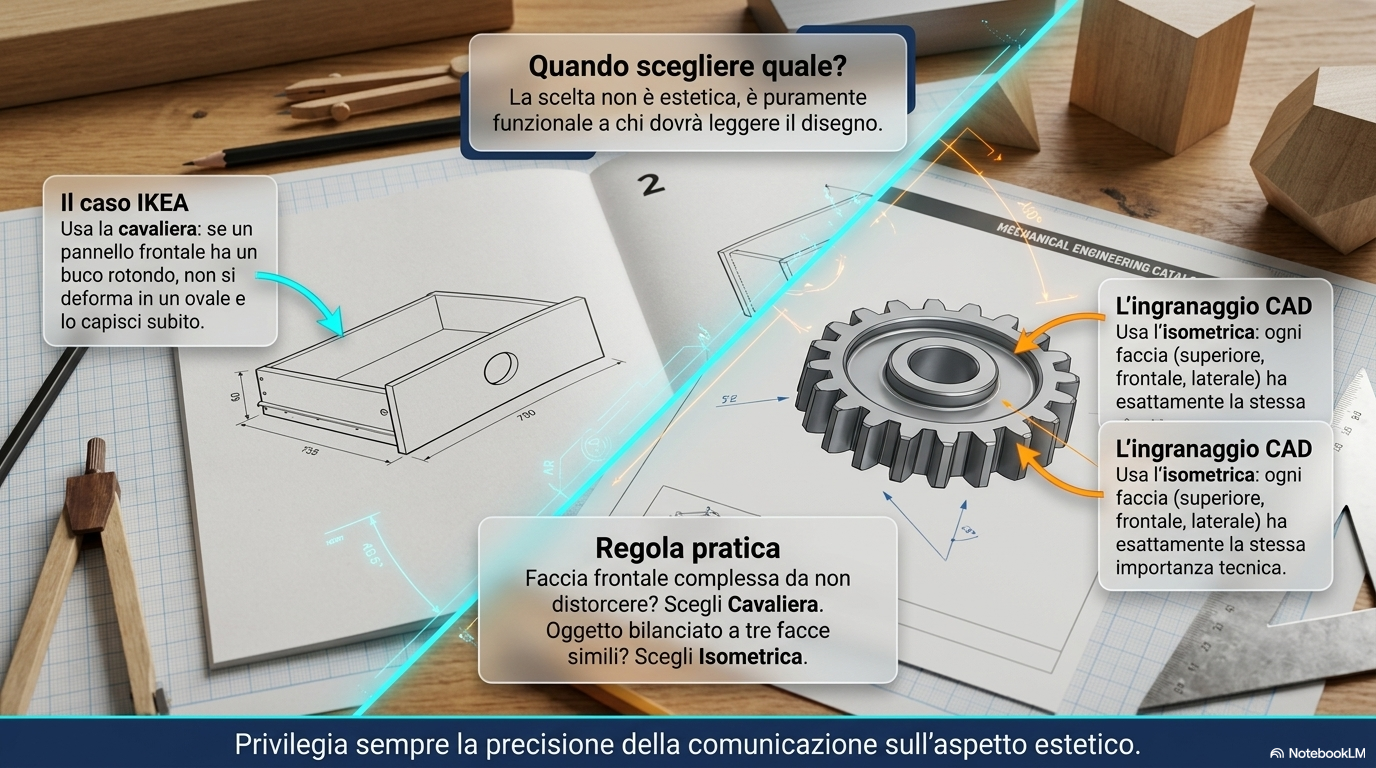 Quando scegliere quale?
La scelta non è estetica, è puramente
funzionale a chi dovrà leggere il disegno.
2
Il caso IKEA
Usa la cavaliera: se un
pannello frontale ha un
buco rotondo, non si
deforma in un ovale e
lo capisci subito.
60
735
790
MECHANICAL ENGINEERING
L'ingranaggio CAD
Usa l'isometrica: ogni
faccia (superiore,
frontale, laterale) ha
esattamente la stessa
L'ingranaggio CAD
Usa l'isometrica: ogni
faccia (superiore,
frontale, laterale) ha
esattamente la stessa
importanza tecnica.
Regola pratica
Faccia frontale complessa da non
distorcere? Scegli Cavaliera.
Oggetto bilanciato a tre facce
simili? Scegli Isometrica.
Privilegia sempre la precisione della comunicazione sull'aspetto estetico.
NotebookLM